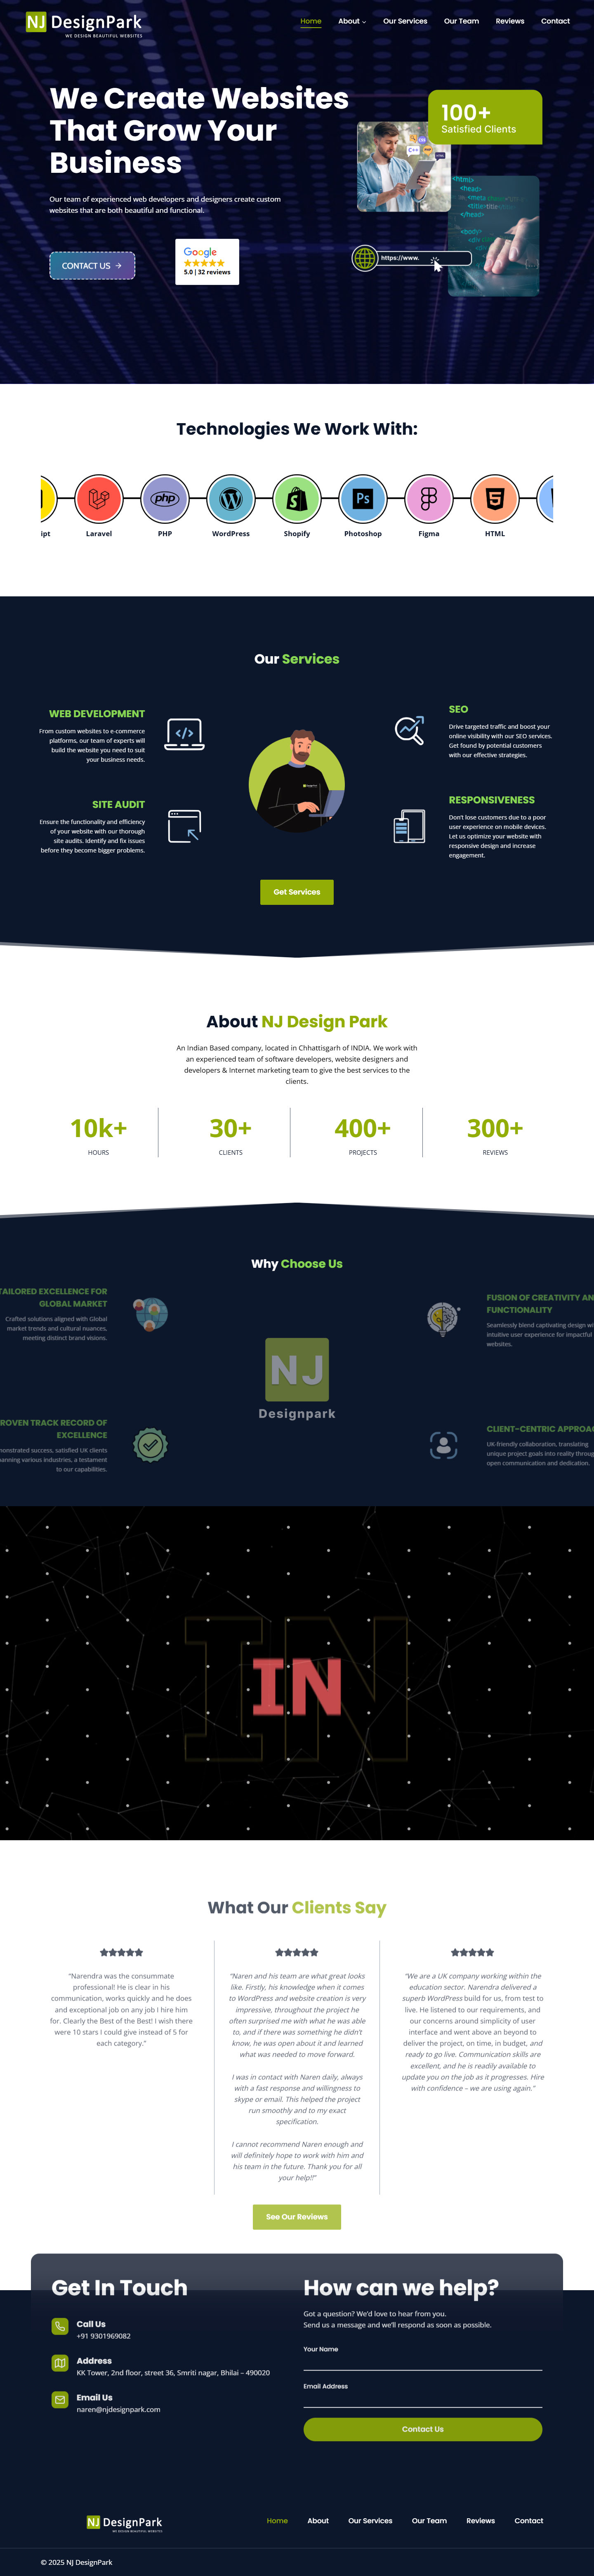 NJ DesignPark
WE DESIGN BEAUTIFUL WEBSITES
Home
About
Our Services
Our Team
Reviews
Contact
We Create Websites
That Grow Your
Business
Our team of experienced web developers and designers create custom
websites that are both beautiful and functional.
CONTACT US
Google
5.0 | 32 reviews
100+
Satisfied Clients
C++
<html>
<head>
<title>
</head>
<body>
https://www.
Technologies We Work With:
ipt
Laravel
php
PHP
WordPress
Shopify
Ps
Photoshop
Figma
HTML
Our Services
WEB DEVELOPMENT
From custom websites to e-commerce
platforms, our team of experts will
build the website you need to suit
your business needs.
SITE AUDIT
Ensure the functionality and efficiency
of your website with our thorough
site audits. Identify and fix issues
before they become bigger problems.
SEO
Drive targeted traffic and boost your
online visibility with our SEO services.
Get found by potential customers
with our effective strategies.
RESPONSIVENESS
Don't lose customers due to a poor
user experience on mobile devices.
Let us optimize your website with
responsive design and increase
engagement.
Get Services
About NJ Design Park
An Indian Based company, located in Chhattisgarh of INDIA. We work with
an experienced team of software developers, website designers and
developers & Internet marketing team to give the best services to the
clients.
10k+
HOURS
30+
CLIENTS
400+
PROJECTS
300+
REVIEWS
Why Choose Us
TAILORED EXCELLENCE FOR
GLOBAL MARKET
Crafted solutions aligned with Global
market trends and cultural nuances,
meeting distinct brand visions.
ROVEN TRACK RECORD OF
EXCELLENCE
monstrated success, satisfied UK clients
panning various industries, a testament
to our capabilities.
NJ
Designpark
FUSION OF CREATIVITY AN
FUNCTIONALITY
Seamlessly blend captivating design wi
intuitive user experience for impactful
websites.
CLIENT-CENTRIC APPROAC
UK-friendly collaboration, translating
unique project goals into reality throug
open communication and dedication.
IN
IN
What Our Clients Say
“Narendra was the consummate
professional! He is clear in his
communication, works quickly and he does
and exceptional job on any job I hire him
for. Clearly the Best of the Best! I wish there
were 10 stars I could give instead of 5 for
each category.”
“Naren and his team are what great looks
like. Firstly, his knowledge when it comes
to WordPress and website creation is very
impressive, throughout the project he
often surprised me with what he was able
to, and if there was something he didn’t
know, he was open about it and learned
what was needed to move forward.
I was in contact with Naren daily, always
with a fast response and willingness to
skype or email. This helped the project
run smoothly and to my exact
specification.
I cannot recommend Naren enough and
will definitely hope to work with him and
his team in the future. Thank you for all
your help!!”
“We are a UK company working within the
education sector. Narendra delivered a
superb WordPress build for us, from test to
live. He listened to our requirements, and
our concerns around simplicity of user
interface and went above an beyond to
deliver the project, on time, in budget, and
ready to go live. Communication skills are
excellent, and he is readily available to
update you on the job as it progresses. Hire
with confidence – we are using again.”
See Our Reviews
Get In Touch
Call Us
+91 9301969082
Address
KK Tower, 2nd floor, street 36, Smriti nagar, Bhilai – 490020
Email Us
naren@njdesignpark.com
How can we help?
Got a question? We'd love to hear from you.
Send us a message and we'll respond as soon as possible.
Your Name
Email Address
Contact Us
NJ DesignPark
WE DESIGN BEAUTIFUL WEBSITES
Home
About
Our Services
Our Team
Reviews
Contact
© 2025 NJ DesignPark